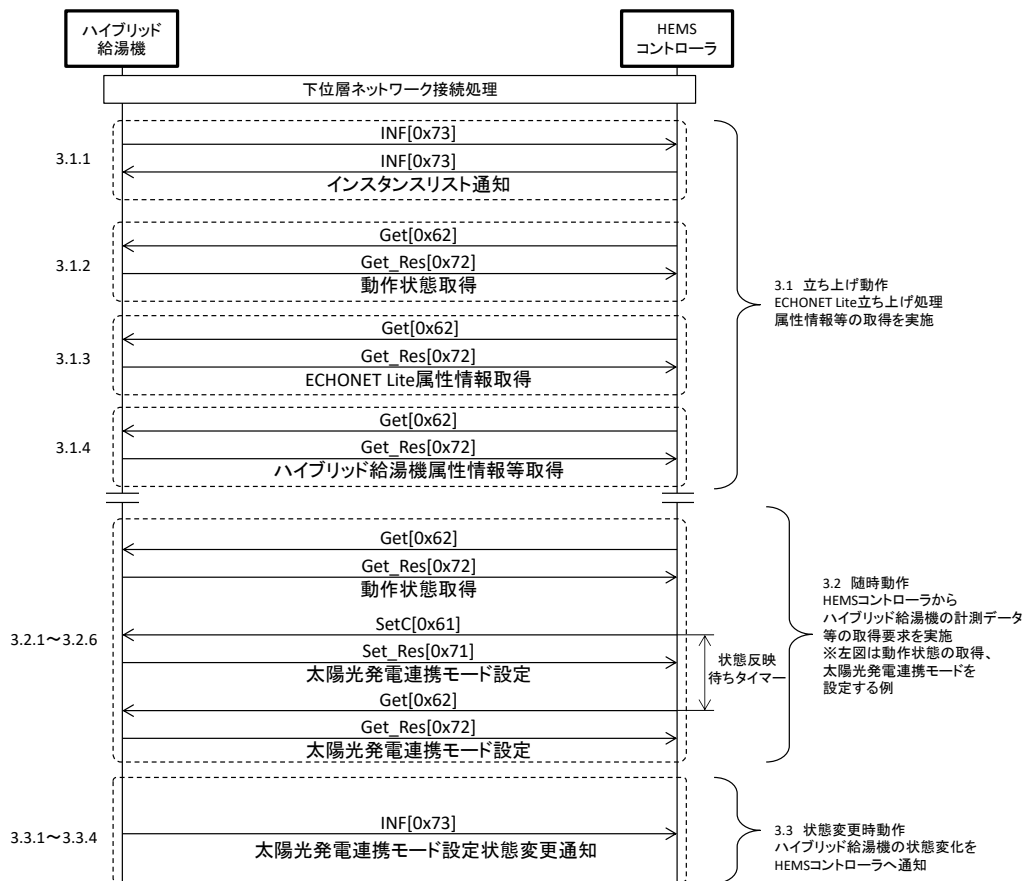 ハイブリッド
給湯機
HEMS
コントローラ
下位層ネットワーク接続処理
3.1.1
INF[0x73]
INF[0x73]
インスタンスリスト通知
3.1.2
Get[0x62]
Get_Res[0x72]
動作状態取得
3.1.3
Get[0x62]
Get_Res[0x72]
ECHONET Lite属性情報取得
3.1.4
Get[0x62]
Get_Res[0x72]
ハイブリッド給湯機属性情報等取得
3.1 立ち上げ動作
ECHONET Lite立ち上げ処理
属性情報等の取得を実施
3.2.1～3.2.6
Get[0x62]
Get_Res[0x72]
動作状態取得
SetC[0x61]
Set_Res[0x71]
太陽光発電連携モード設定
Get[0x62]
Get_Res[0x72]
太陽光発電連携モード設定
状態反映
待ちタイマー
3.2 随時動作
HEMSコントローラから
ハイブリッド給湯機の計測データ
等の取得要求を実施
※左図は動作状態の取得、
太陽光発電連携モードを
設定する例
3.3.1～3.3.4
INF[0x73]
太陽光発電連携モード設定状態変更通知
3.3 状態変更時動作
ハイブリッド給湯機の状態変化を
HEMSコントローラへ通知